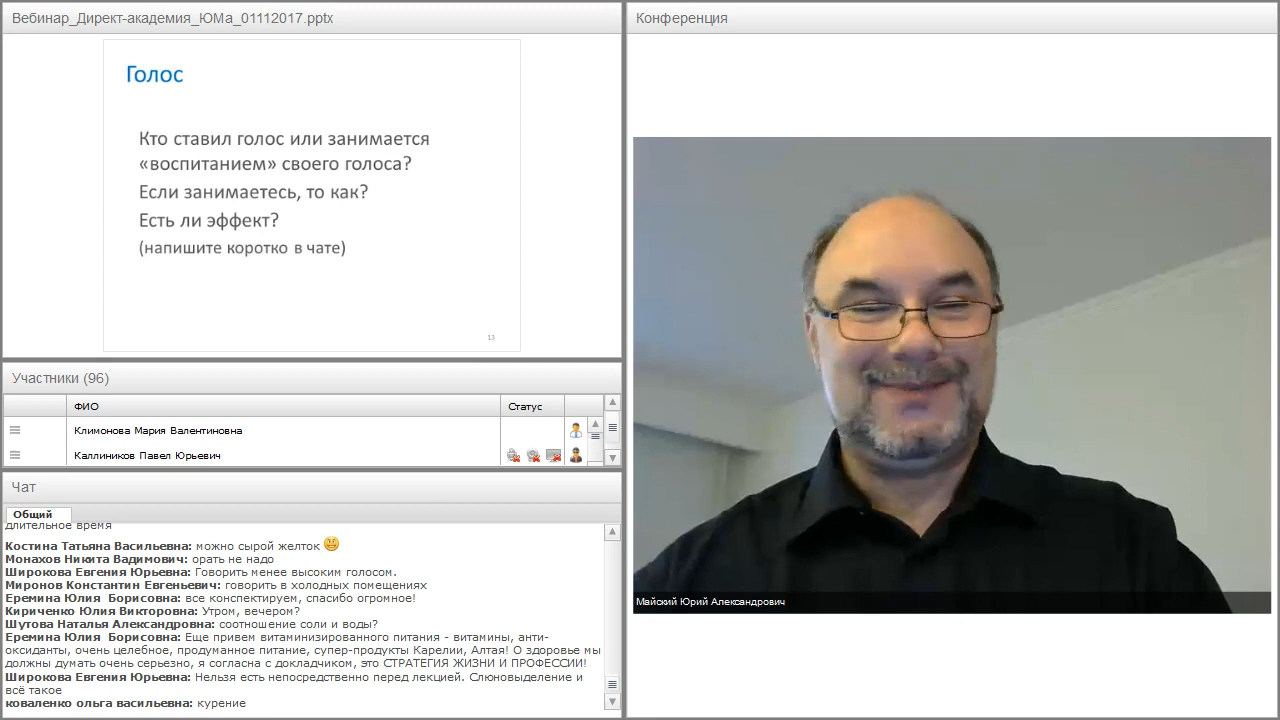 Вебинар_Директ-академия_ЮМа_01112017.pptx
Голос
Кто ставил голос или занимается
«воспитанием» своего голоса?
Если занимаетесь, то как?
Есть ли эффект?
(напишите коротко в чате)
13
Участники (96)
ФИО
Статус
Климонова Мария Валентиновна
Каллиников Павел Юрьевич
Чат
Общий
длительное время
Костина Татьяна Васильевна: можно сырой желток
Монахов Никита Вадимович: орать не надо
Широкова Евгения Юрьевна: Говорить менее высоким голосом.
Миронов Константин Евгеньевич: говорить в холодных помещениях
Еремина Юлия Борисовна: все конспектируем, спасибо огромное!
Кириченко Юлия Викторовна: Утром, вечером?
Шутова Наталья Александровна: соотношение соли и воды?
Еремина Юлия Борисовна: Еще привем витаминизированного питания - витамины, анти-
оксиданты, очень целебное, продуманное питание, супер-продукты Карелии, Алтая! О здоровье мы
должны думать очень серьезно, я согласна с докладчиком, это СТРАТЕГИЯ ЖИЗНИ И ПРОФЕССИИ!
Широкова Евгения Юрьевна: Нельзя есть непосредственно перед лекцией. Слюновыделение и
всё такое
коваленко ольга васильевна: курение
Конференция
Майский Юрий Александрович